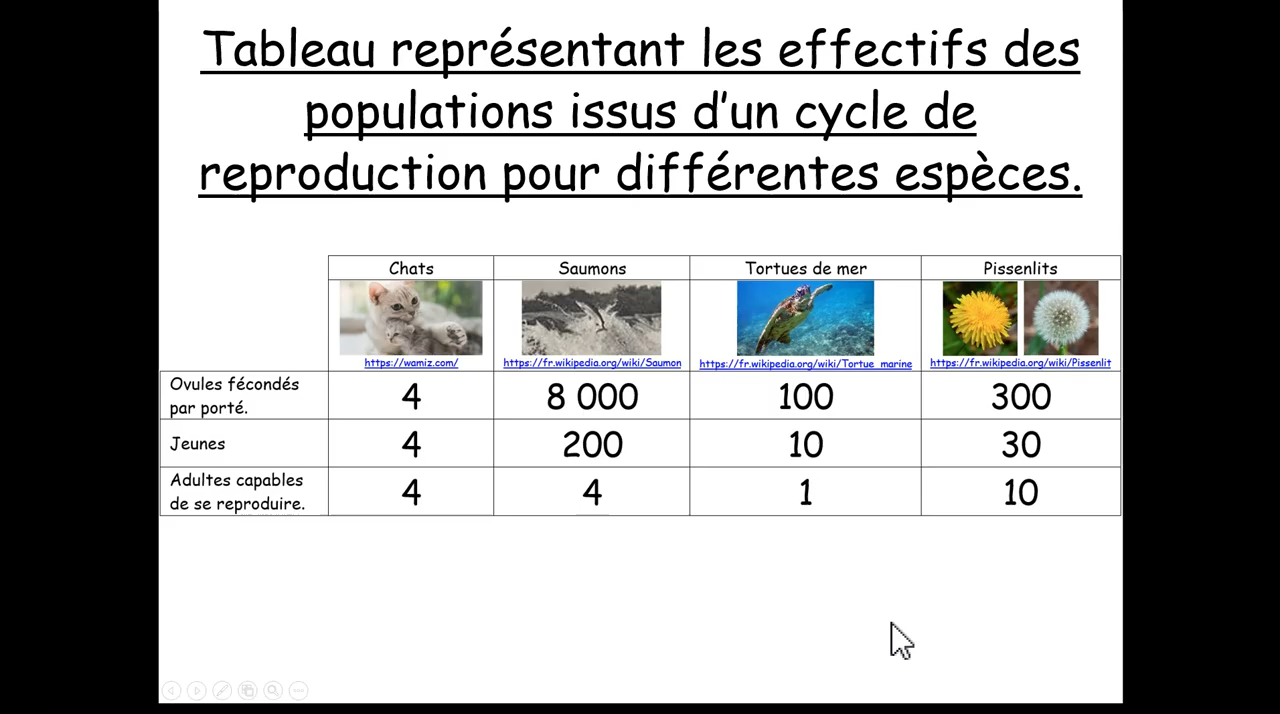 Tableau représentant les effectifs des
populations issus d’un cycle de
reproduction pour différentes espèces.
Chats Saumons Tortues de mer Pissenlits
https://wamiz.com/ https://fr.wikipedia.org/wiki/Saumon https://fr.wikipedia.org/wiki/Tortue_marine https://fr.wikipedia.org/wiki/Pissenlit
Ovules fécondés
par porté.
4 8 000 100 300
Jeunes 4 200 10 30
Adultes capables
de se reproduire.
4 4 1 10